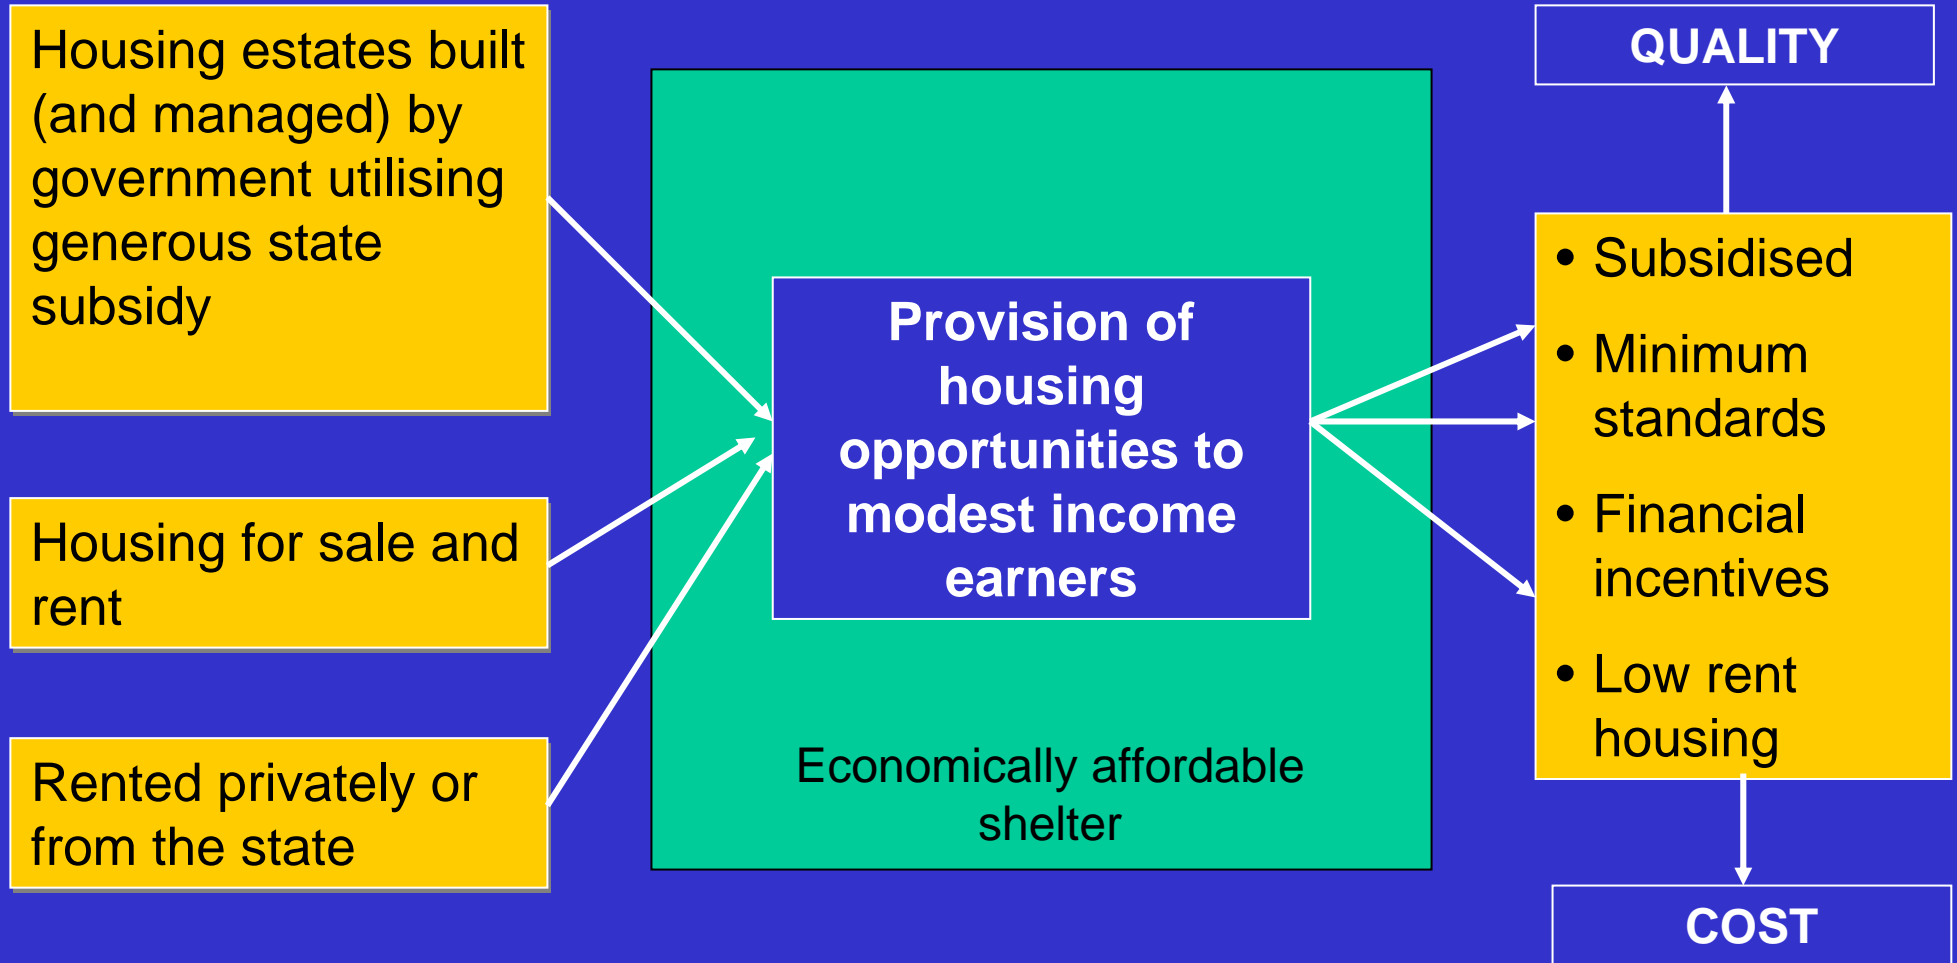 Housing estates built
(and managed) by
government utilising
generous state
subsidy
Housing for sale and
rent
Rented privately or
from the state
Provision of
housing
opportunities to
modest income
earners
Economically affordable
shelter
QUALITY
• Subsidised
• Minimum
standards
• Financial
incentives
• Low rent
housing
COST